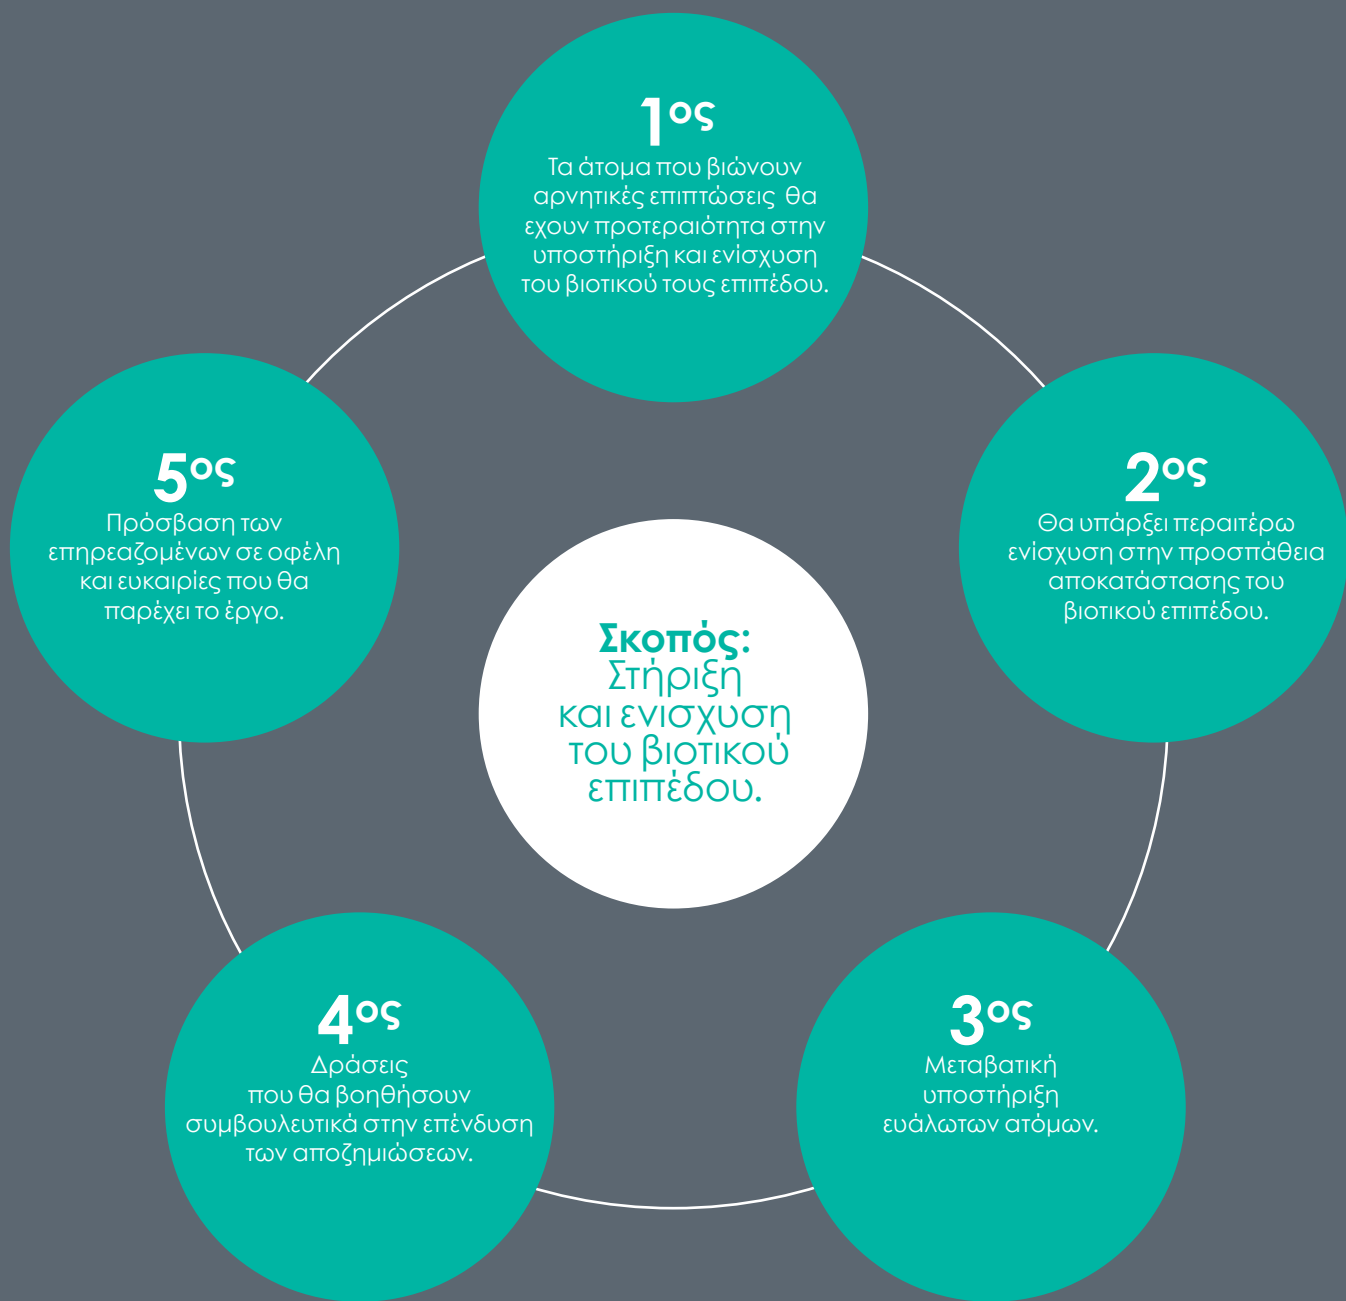 1ος
Τα άτομα που βιώνουν
αρνητικές επιπτώσεις θα
εχουν προτεραιότητα στην
υποστήριξη και ενίσχυση
του βιοτικού τους επιπέδου.
2ος
Θα υπάρξει περαιτέρω
ενίσχυση στην προσπάθεια
αποκατάστασης του
βιοτικού επιπέδου.
3ος
Μεταβατική
υποστήριξη
ευάλωτων ατόμων.
4ος
Δράσεις
που θα βοηθήσουν
συμβουλευτικά στην επένδυση
των αποζημιώσεων.
5ος
Πρόσβαση των
επηρεαζομένων σε οφέλη
και ευκαιρίες που θα
παρέχει το έργο.
Σκοπός:
Στήριξη
και ενισχυση
του βιοτικού
επιπέδου.